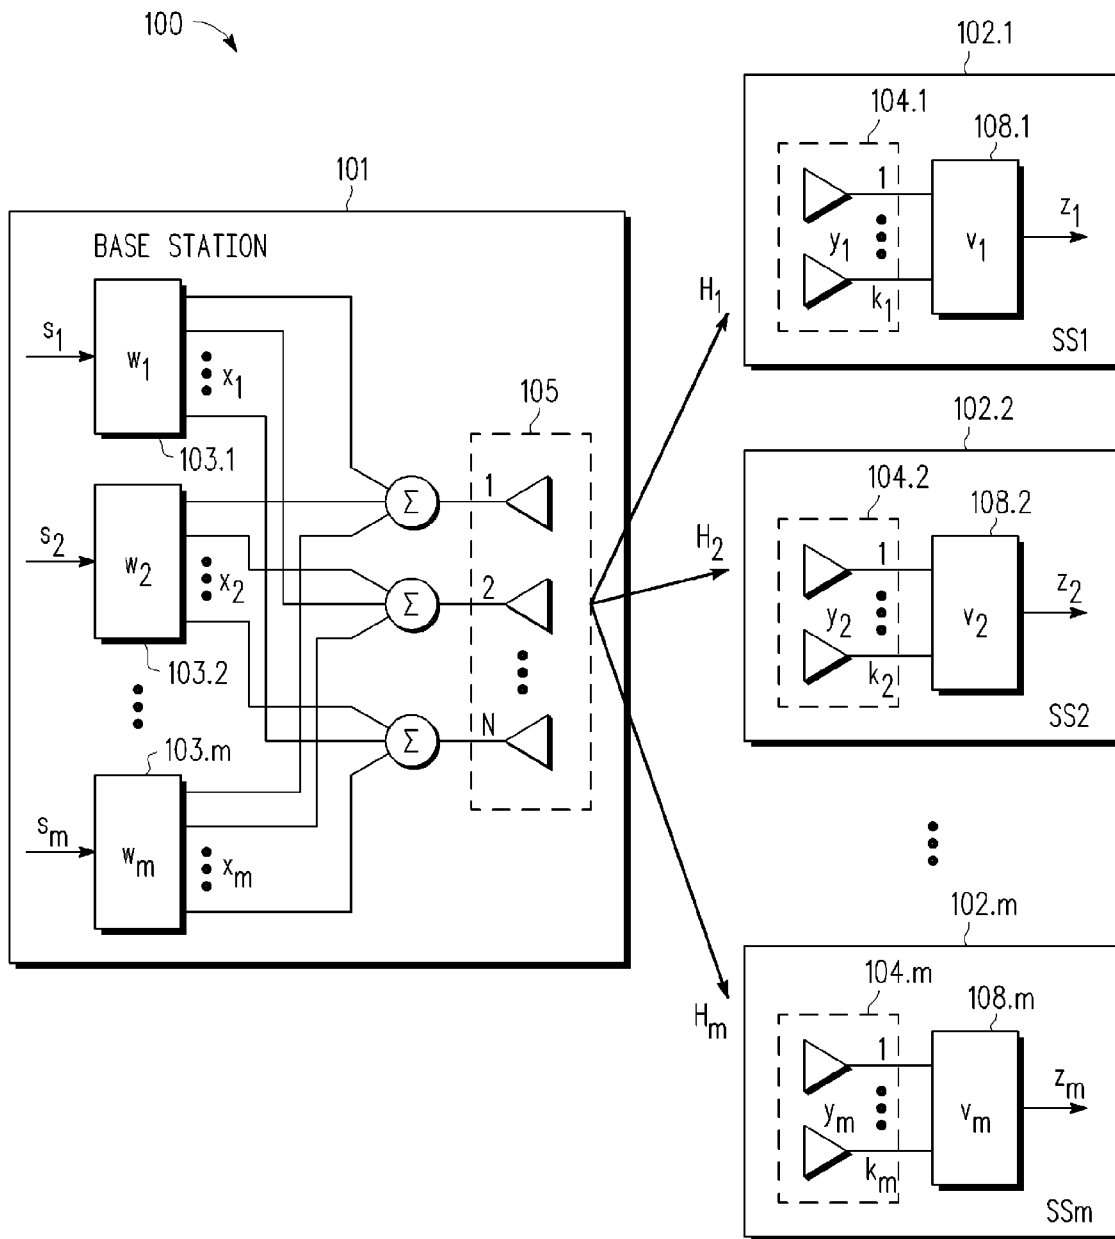 100
101
BASE STATION
s1
w1
x1
103.1
s2
w2
x2
103.2
103.m
sm
wm
xm
Σ
Σ
Σ
105
1
2
N
H1
H2
Hm
102.1
104.1
108.1
1
y1
k1
v1
z1
SS1
102.2
104.2
108.2
1
y2
k2
v2
z2
SS2
102.m
104.m
108.m
1
ym
km
vm
zm
SSm